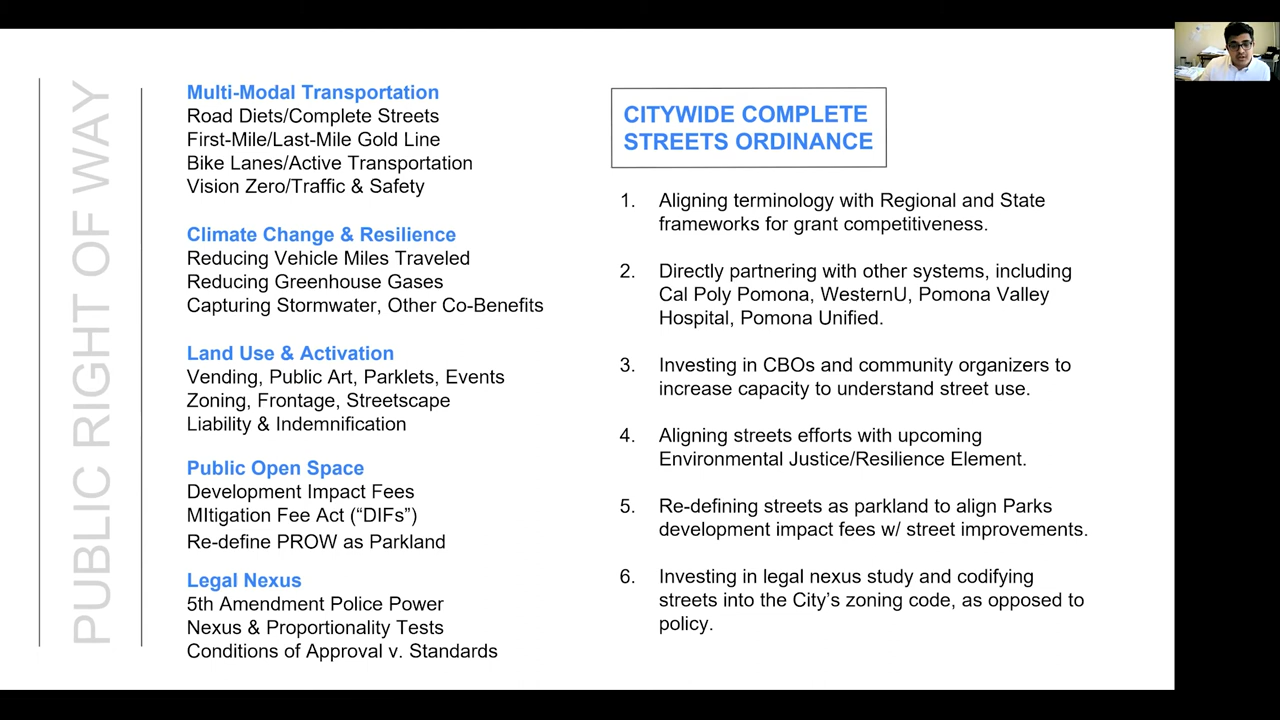 PUBLIC RIGHT OF WAY
Multi-Modal Transportation
Road Diets/Complete Streets
First-Mile/Last-Mile Gold Line
Bike Lanes/Active Transportation
Vision Zero/Traffic & Safety
Climate Change & Resilience
Reducing Vehicle Miles Traveled
Reducing Greenhouse Gases
Capturing Stormwater, Other Co-Benefits
Land Use & Activation
Vending, Public Art, Parklets, Events
Zoning, Frontage, Streetscape
Liability & Indemnification
Public Open Space
Development Impact Fees
MItigation Fee Act (“DIFs”)
Re-define PROW as Parkland
Legal Nexus
5th Amendment Police Power
Nexus & Proportionality Tests
Conditions of Approval v. Standards
CITYWIDE COMPLETE
STREETS ORDINANCE
1. Aligning terminology with Regional and State
frameworks for grant competitiveness.
2. Directly partnering with other systems, including
Cal Poly Pomona, WesternU, Pomona Valley
Hospital, Pomona Unified.
3. Investing in CBOs and community organizers to
increase capacity to understand street use.
4. Aligning streets efforts with upcoming
Environmental Justice/Resilience Element.
5. Re-defining streets as parkland to align Parks
development impact fees w/ street improvements.
6. Investing in legal nexus study and codifying
streets into the City’s zoning code, as opposed to
policy.